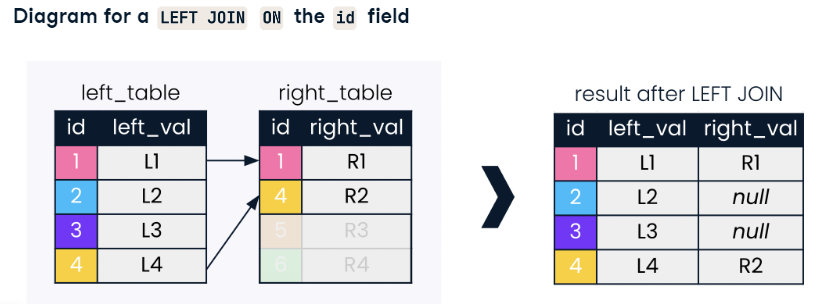 Diagram for a LEFT JOIN ON the id field
left_table right_table result after LEFT JOIN
id left_val id right_val id left_val right_val
1 L1 1 R1 1 L1 R1
2 L2 4 R2 2 L2 null
3 L3 5 R3 3 L3 null
4 L4 6 R4 4 L4 R2